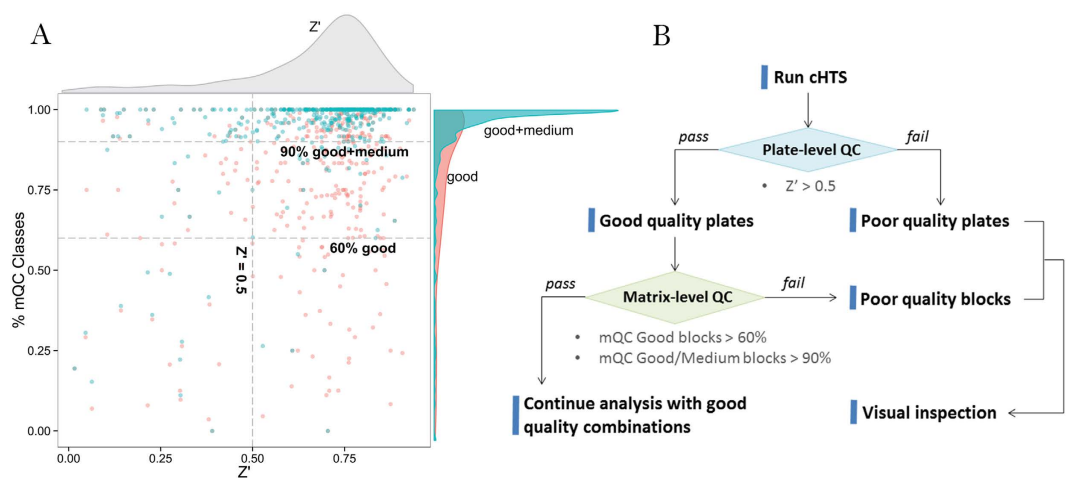 A
Z'
% mQC Classes
1.00
0.75
0.50
0.25
0.00
90% good+medium
60% good
Z' = 0.5
0.00
0.25
0.50
0.75
Z'
good+medium
good
B
Run cHTS
pass
fail
Plate-level QC
• Z' > 0.5
Good quality plates
Poor quality plates
pass
fail
Matrix-level QC
Poor quality blocks
• mQC Good blocks > 60%
• mQC Good/Medium blocks > 90%
Continue analysis with good
quality combinations
Visual inspection